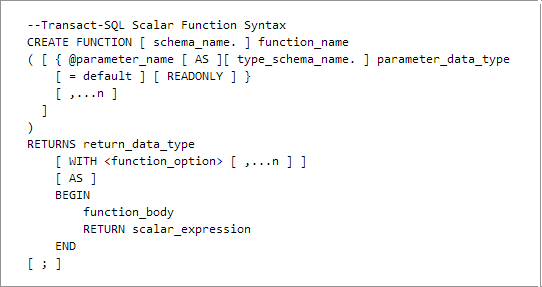 --Transact-SQL Scalar Function Syntax
CREATE FUNCTION [ schema_name. ] function_name
( [ { @parameter_name [ AS ][ type_schema_name. ] parameter_data_type
    [ = default ] [ READONLY ] }
    [ ,...n ]
  ]
)
RETURNS return_data_type
    [ WITH <function_option> [ ,...n ] ]
    [ AS ]
    BEGIN
        function_body
        RETURN scalar_expression
    END
[ ; ]